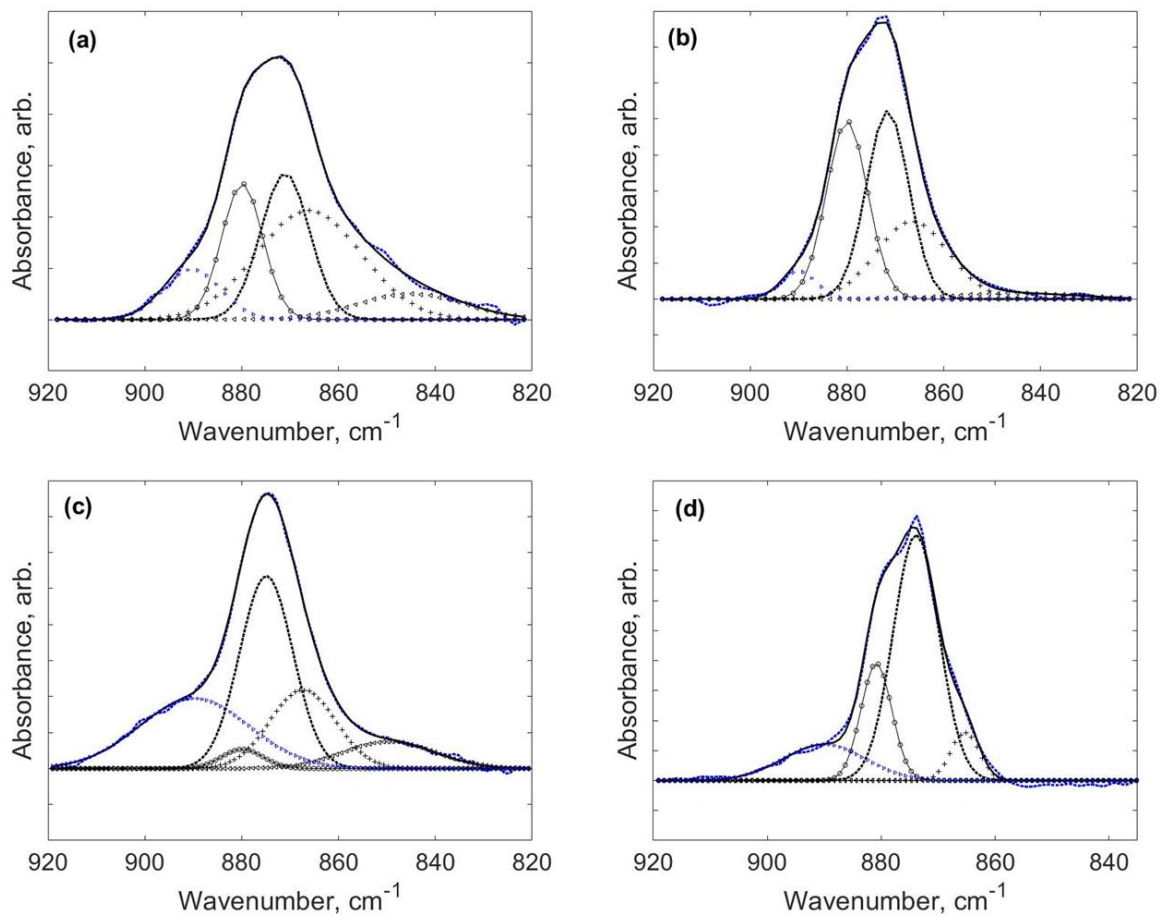 (a)
Absorbance, arb.
920 900 880 860 840 820
Wavenumber, cm-1
(b)
Absorbance, arb.
920 900 880 860 840 820
Wavenumber, cm-1
(c)
Absorbance, arb.
920 900 880 860 840 820
Wavenumber, cm-1
(d)
Absorbance, arb.
920 900 880 860 840
Wavenumber, cm-1